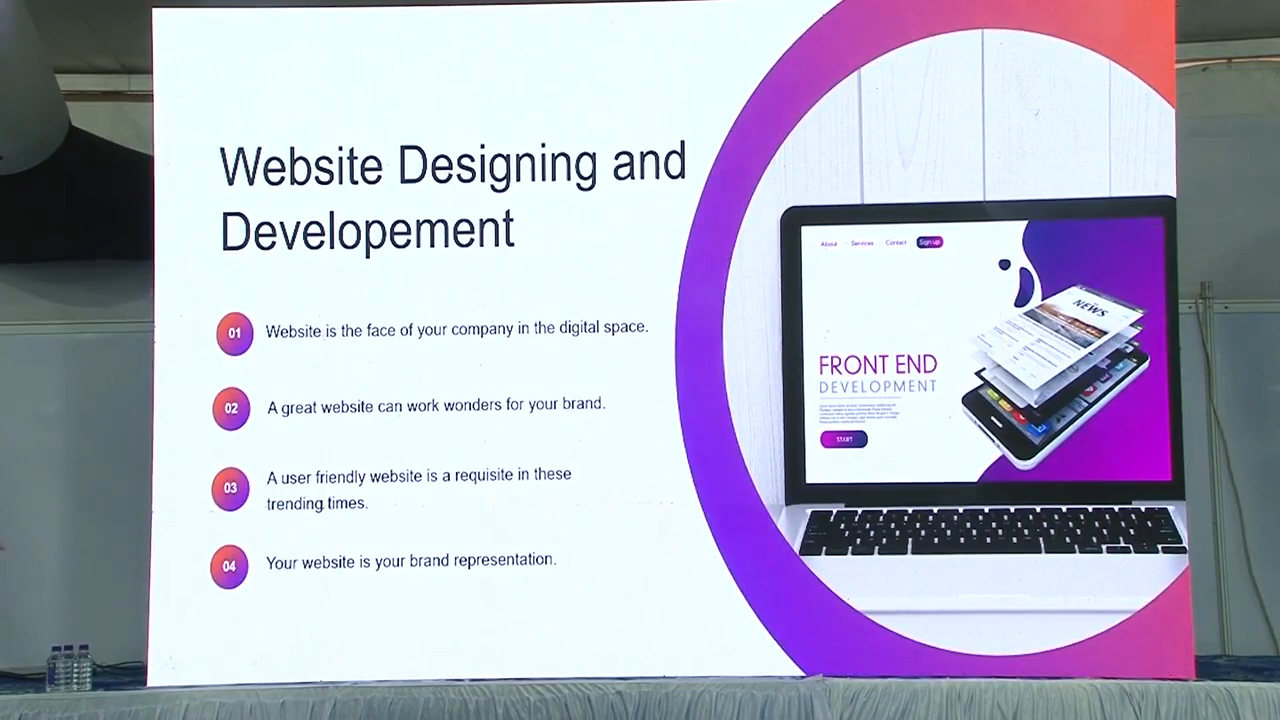 Website Designing and
Developement
01 Website is the face of your company in the digital space.
02 A great website can work wonders for your brand.
03 A user friendly website is a requisite in these
trending times.
04 Your website is your brand representation.
About Services Contact Sign up
NEWS
FRONT END
DEVELOPMENT
START